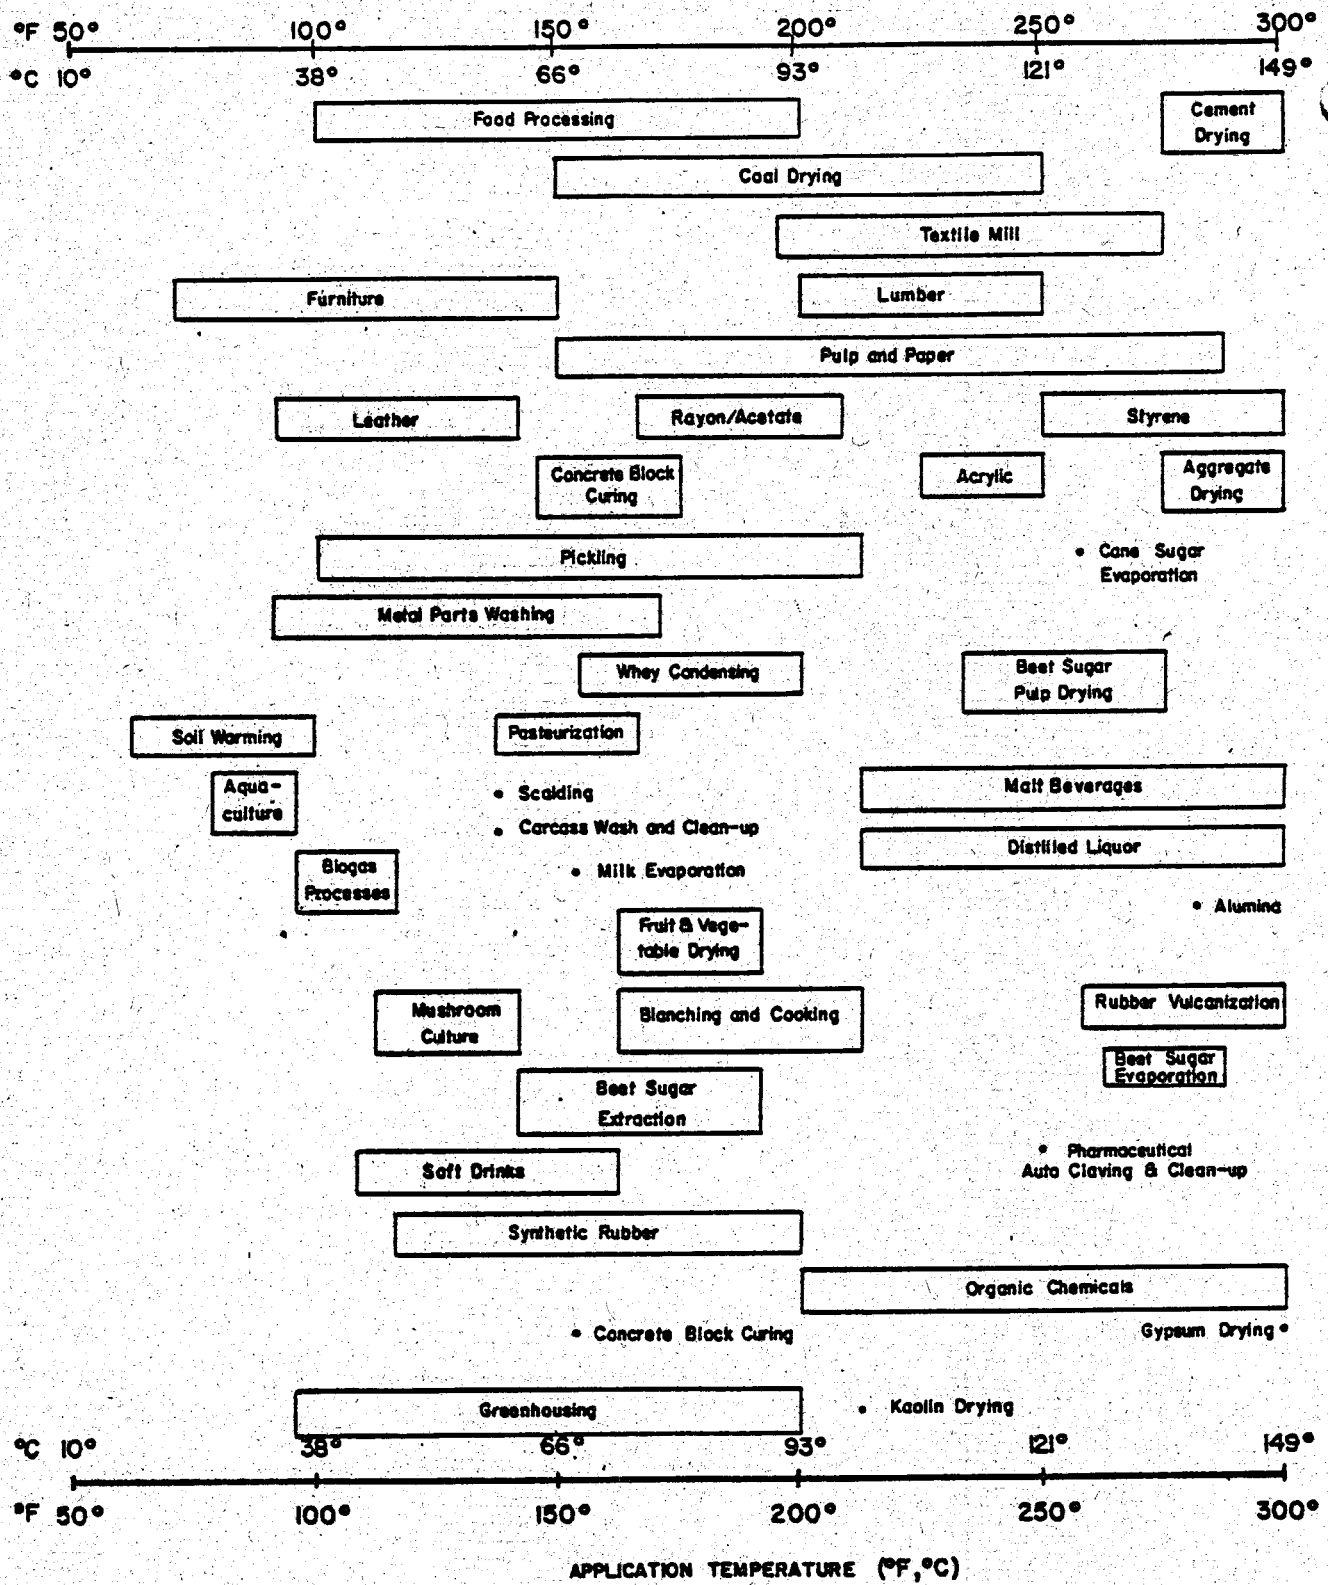 °F 50° 100° 150° 200° 250° 300°
°C 10° 38° 66° 93° 121° 149°
Food Processing
Cement
Drying
Coal Drying
Textile Mill
Furniture
Lumber
Pulp and Paper
Leather
Rayon/Acetate
Styrene
Concrete Block
Curing
Acrylic
Aggregate
Drying
Pickling
Cane Sugar
Evaporation
Metal Parts Washing
Whey Condensing
Beet Sugar
Pulp Drying
Soil Warming
Pasteurization
Aqua-
culture
Scalding
Malt Beverages
Carcass Wash and Clean-up
Distilled Liquor
Biogas
Processes
Milk Evaporation
Alumina
Fruit & Vege-
table Drying
Mushroom
Culture
Blanching and Cooking
Rubber Vulcanization
Beet Sugar
Evaporation
Beet Sugar
Extraction
Pharmaceutical
Auto Claving & Clean-up
Soft Drinks
Synthetic Rubber
Organic Chemicals
Concrete Block Curing
Gypsum Drying
Greenhousing
Kaolin Drying
°C 10° 38° 66° 93° 121° 149°
°F 50° 100° 150° 200° 250° 300°
APPLICATION TEMPERATURE (°F,°C)